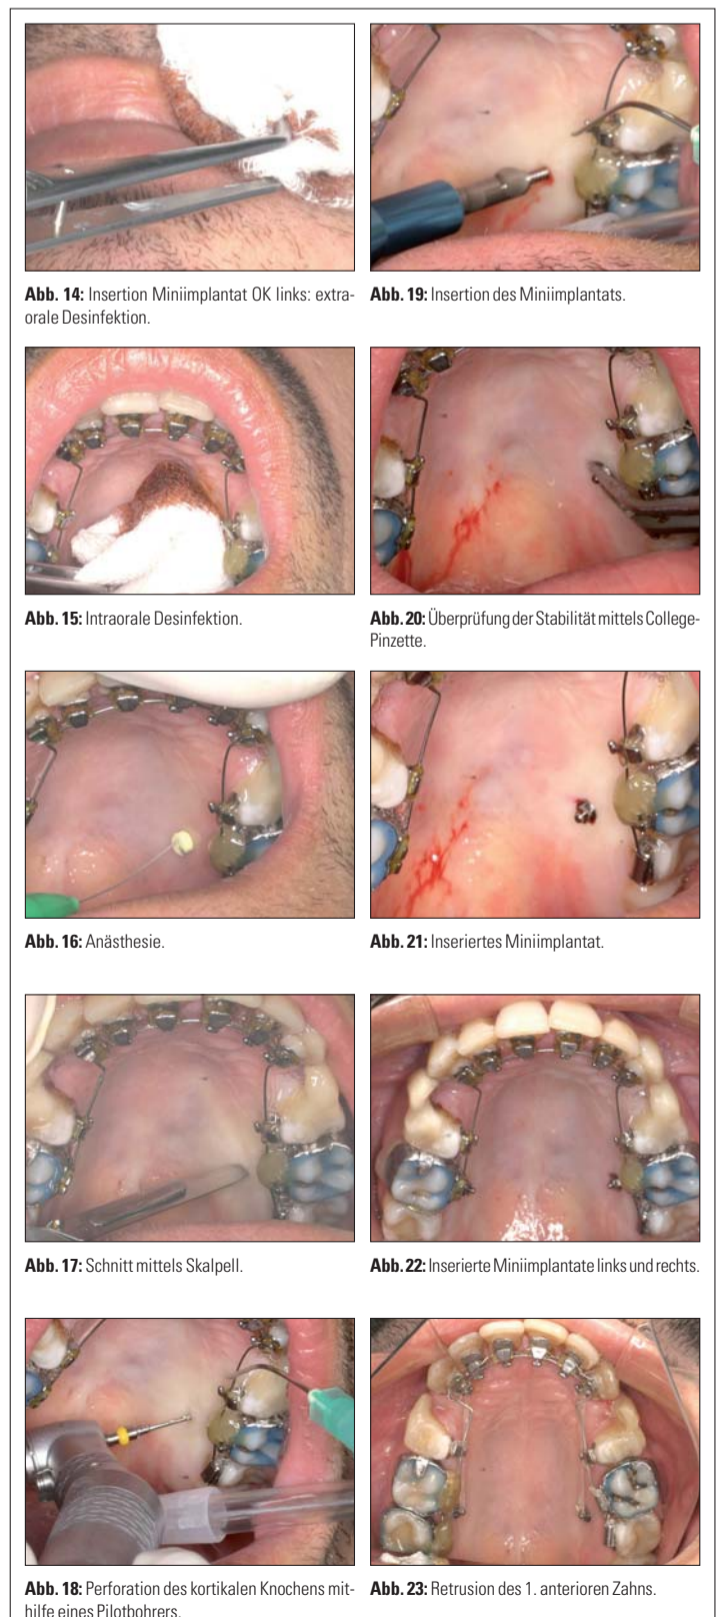 Abb. 14: Insertion Miniimplantat OK links: extra-
orale Desinfektion.
Abb. 15: Intraorale Desinfektion.
Abb. 16: Anästhesie.
Abb. 17: Schnitt mittels Skalpell.
Abb. 18: Perforation des kortikalen Knochens mit-
hilfe eines Pilotbohrers.
Abb. 19: Insertion des Miniimplantats.
Abb. 20: Überprüfung der Stabilität mittels College-
Pinzette.
Abb. 21: Inseriertes Miniimplantat.
Abb. 22: Inserierte Miniimplantate links und rechts.
Abb. 23: Retrusion des 1. anterioren Zahns.